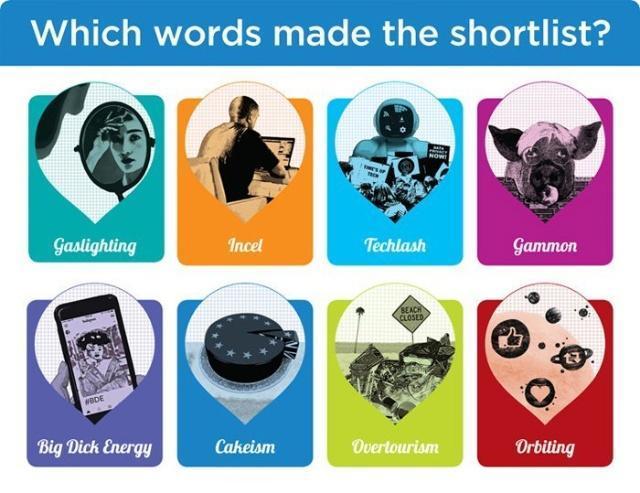 Which words made the shortlist?
Gaslighting
Incel
TIME'S UP
TECH
DATA
PRIVACY
NOW!
Techlash
Gammon
Instagram
#BDE
Big Dick Energy
Cakeism
BEACH
CLOSED
Overtourism
Orbiting